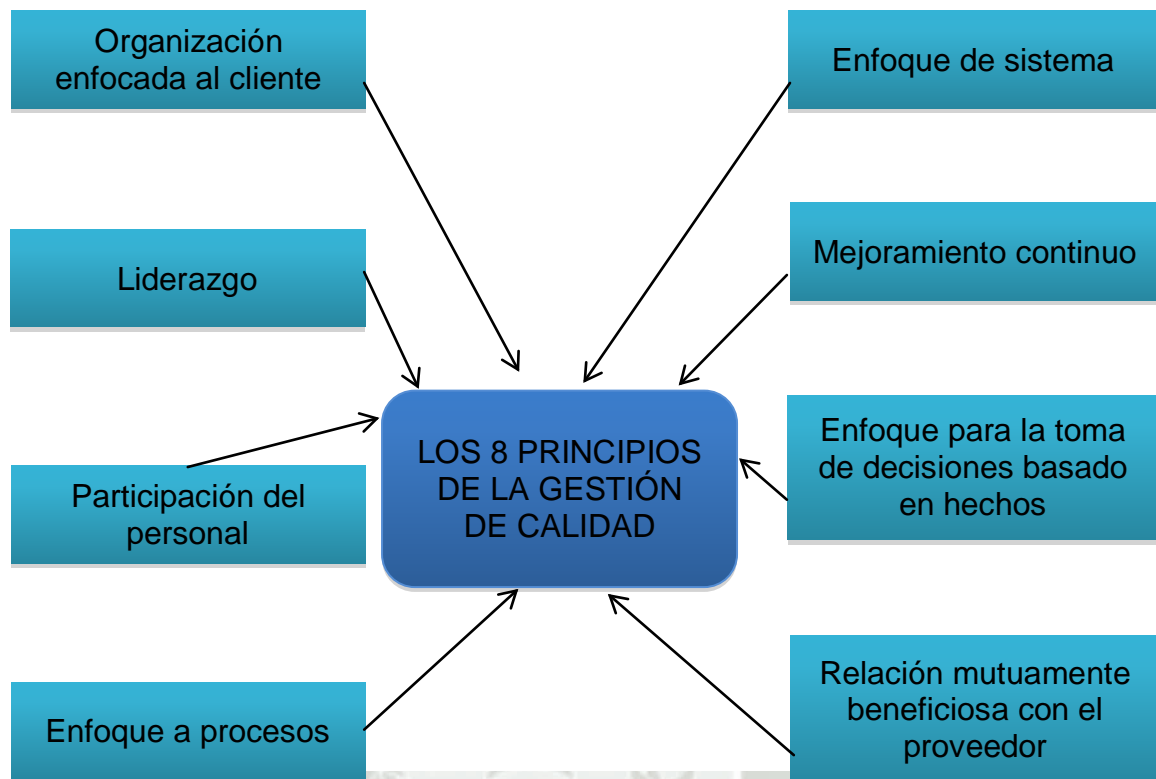 Organización
enfocada al cliente
Liderazgo
Participación del
personal
Enfoque a procesos
LOS 8 PRINCIPIOS
DE LA GESTIÓN
DE CALIDAD
Enfoque de sistema
Mejoramiento continuo
Enfoque para la toma
de decisiones basado
en hechos
Relación mutuamente
beneficiosa con el
proveedor